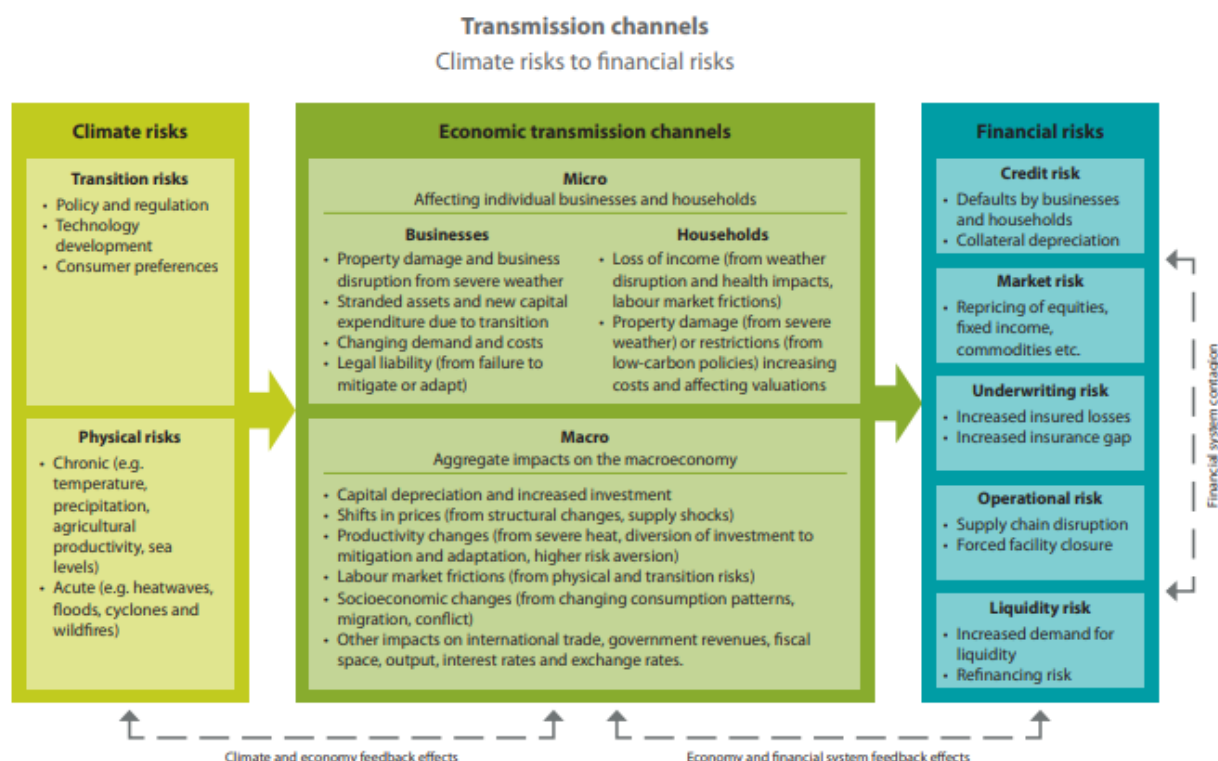 Transmission channels
Climate risks to financial risks
Climate risks
Transition risks
• Policy and regulation
• Technology
development
• Consumer preferences
Physical risks
• Chronic (e.g.
temperature,
precipitation,
agricultural
productivity, sea
levels)
• Acute (e.g. heatwaves,
floods, cyclones and
wildfires)
Economic transmission channels
Micro
Affecting individual businesses and households
Businesses
• Property damage and business
disruption from severe weather
• Stranded assets and new capital
expenditure due to transition
• Changing demand and costs
• Legal liability (from failure to
mitigate or adapt)
Households
• Loss of income (from weather
disruption and health impacts,
labour market frictions)
• Property damage (from severe
weather) or restrictions (from
low-carbon policies) increasing
costs and affecting valuations
Macro
Aggregate impacts on the macroeconomy
• Capital depreciation and increased investment
• Shifts in prices (from structural changes, supply shocks)
• Productivity changes (from severe heat, diversion of investment to
mitigation and adaptation, higher risk aversion)
• Labour market frictions (from physical and transition risks)
• Socioeconomic changes (from changing consumption patterns,
migration, conflict)
• Other impacts on international trade, government revenues, fiscal
space, output, interest rates and exchange rates.
Financial risks
Credit risk
• Defaults by businesses
and households
• Collateral depreciation
Market risk
• Repricing of equities,
fixed income,
commodities etc.
Underwriting risk
• Increased insured losses
• Increased insurance gap
Operational risk
• Supply chain disruption
• Forced facility closure
Liquidity risk
• Increased demand for
liquidity
• Refinancing risk
Financial system contagion
Climate and economy feedback effects
Economy and financial system feedback effects